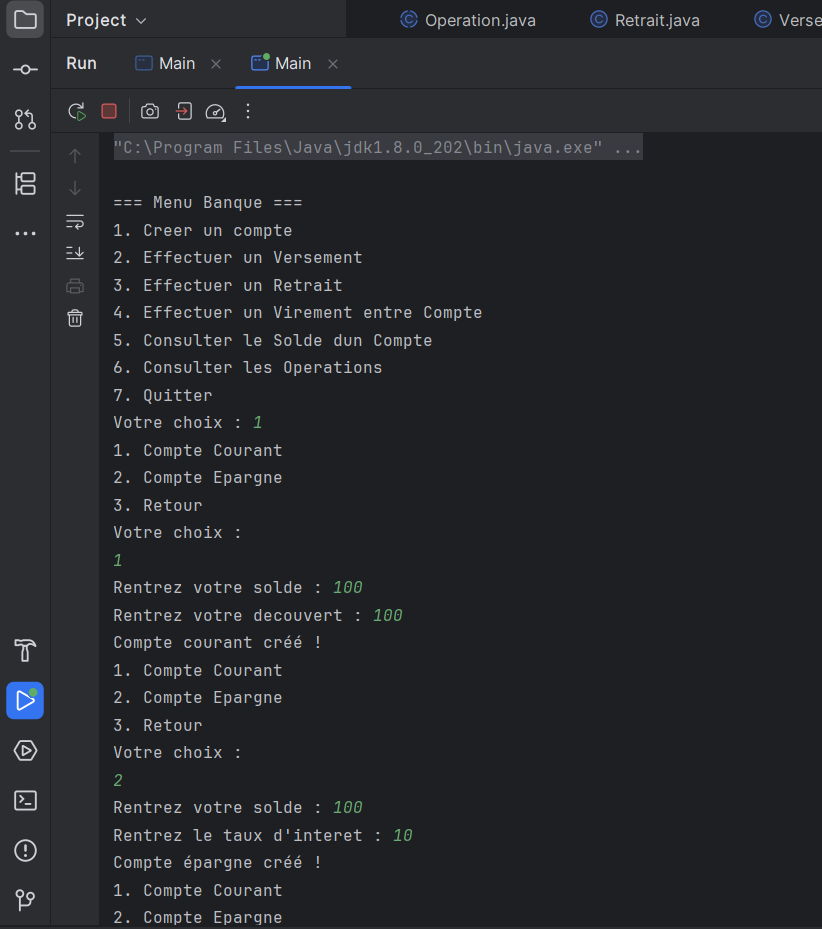 Project
Operation.java
Retrait.java
Verse
Run
Main
Main
"C:\Program Files\Java\jdk1.8.0_202\bin\java.exe" ...
=== Menu Banque ===
1. Creer un compte
2. Effectuer un Versement
3. Effectuer un Retrait
4. Effectuer un Virement entre Compte
5. Consulter le Solde dun Compte
6. Consulter les Operations
7. Quitter
Votre choix : 1
1. Compte Courant
2. Compte Epargne
3. Retour
Votre choix :
1
Rentrez votre solde : 100
Rentrez votre decouvert : 100
Compte courant créé !
1. Compte Courant
2. Compte Epargne
3. Retour
Votre choix :
2
Rentrez votre solde : 100
Rentrez le taux d'interet : 10
Compte épargne créé !
1. Compte Courant
2. Compte Epargne